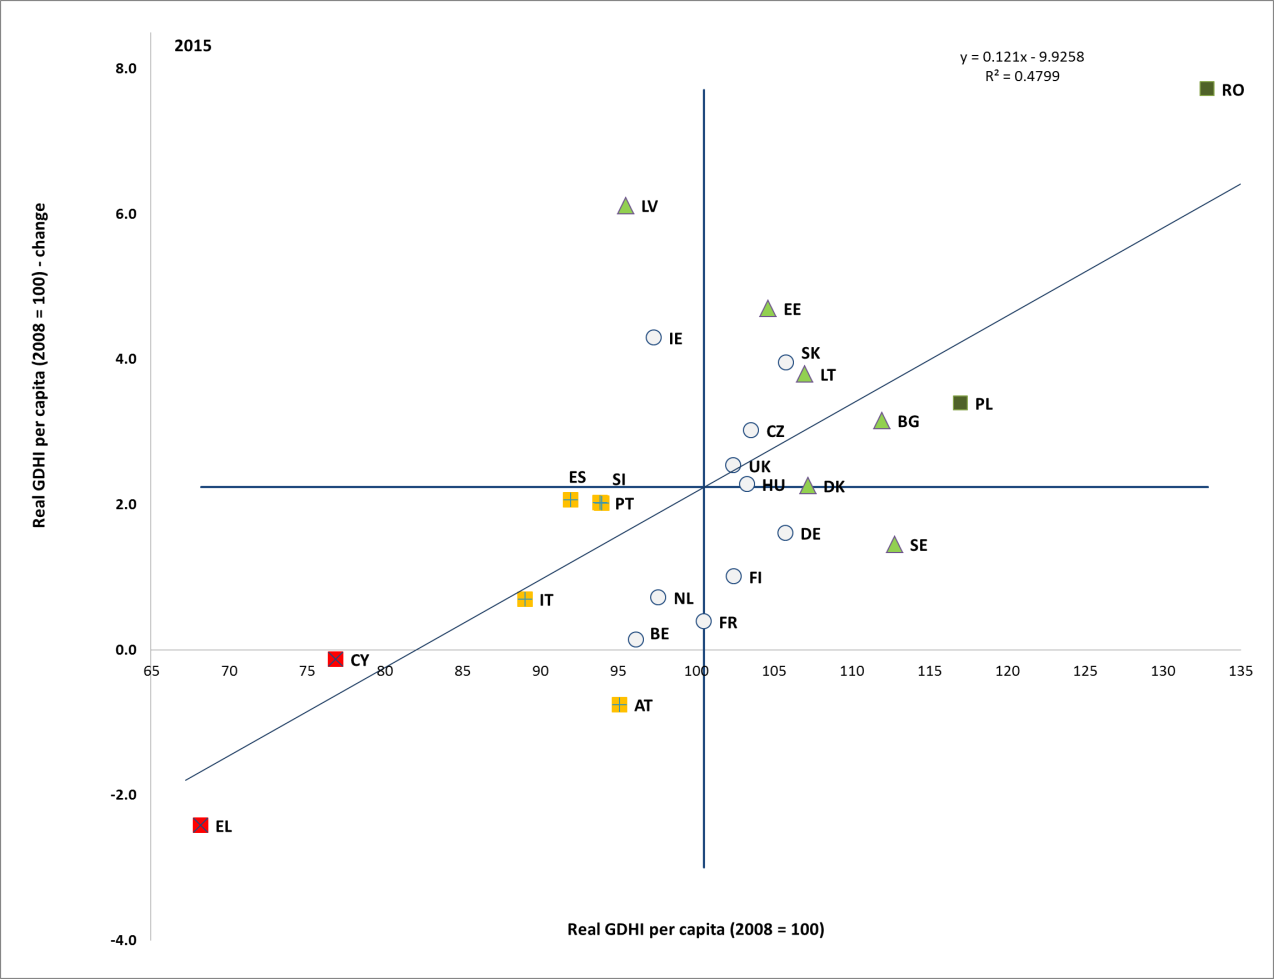 2015
y = 0.121x - 9.9258
R² = 0.4799
8.0
RO
6.0
LV
EE
IE
4.0
SK
LT
PL
BG
CZ
UK
ES
SI
HU
DK
2.0
PT
DE
SE
FI
IT
NL
FR
BE
0.0
CY
65
70
75
80
85
90
95
100
105
110
115
120
125
130
135
AT
-2.0
EL
-4.0
Real GDHI per capita (2008 = 100) - change
Real GDHI per capita (2008 = 100)